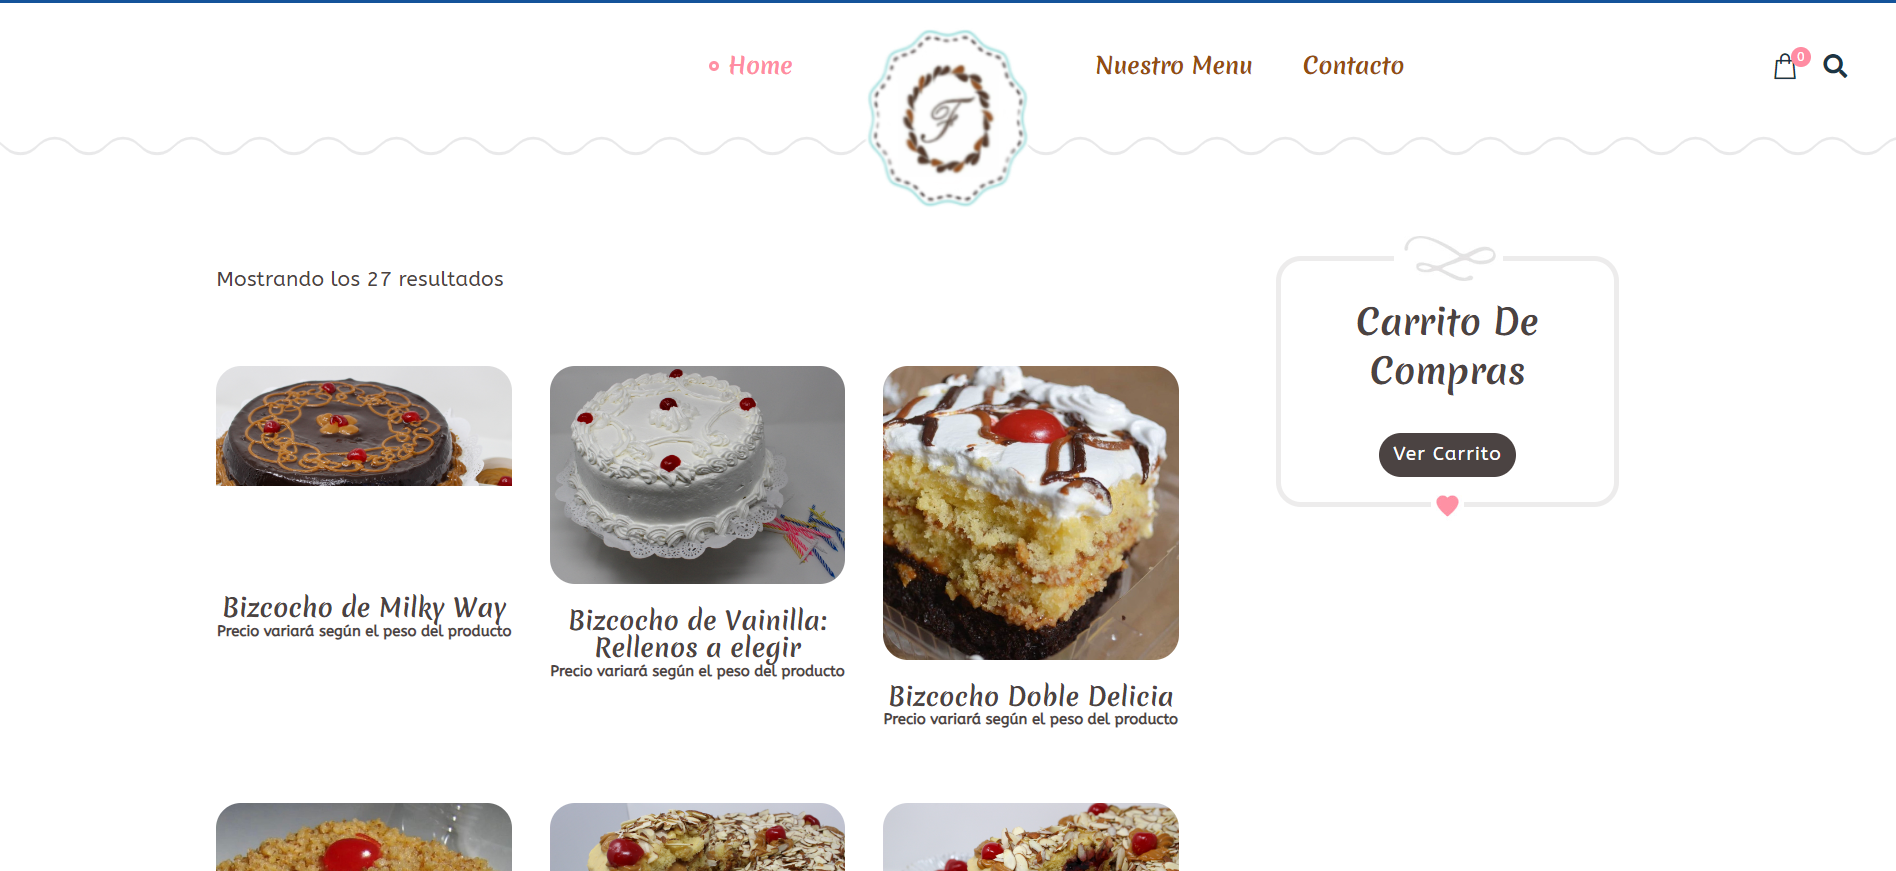 Home
Nuestro Menu
Contacto
0
F
Mostrando los 27 resultados
Carrito De
Compras
Ver Carrito
Bizcocho de Milky Way
Precio variará según el peso del producto
Bizcocho de Vainilla:
Rellenos a elegir
Precio variará según el peso del producto
Bizcocho Doble Delicia
Precio variará según el peso del producto